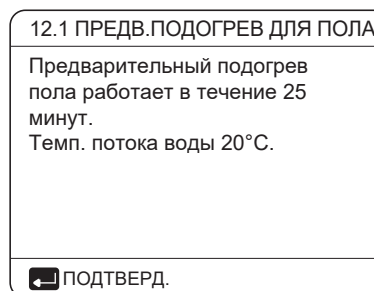 12.1 ПРЕДВ.ПОДОГРЕВ ДЛЯ ПОЛА
Предварительный подогрев
пола работает в течение 25
минут.
Темп. потока воды 20°C.
ПОДТВЕРД.